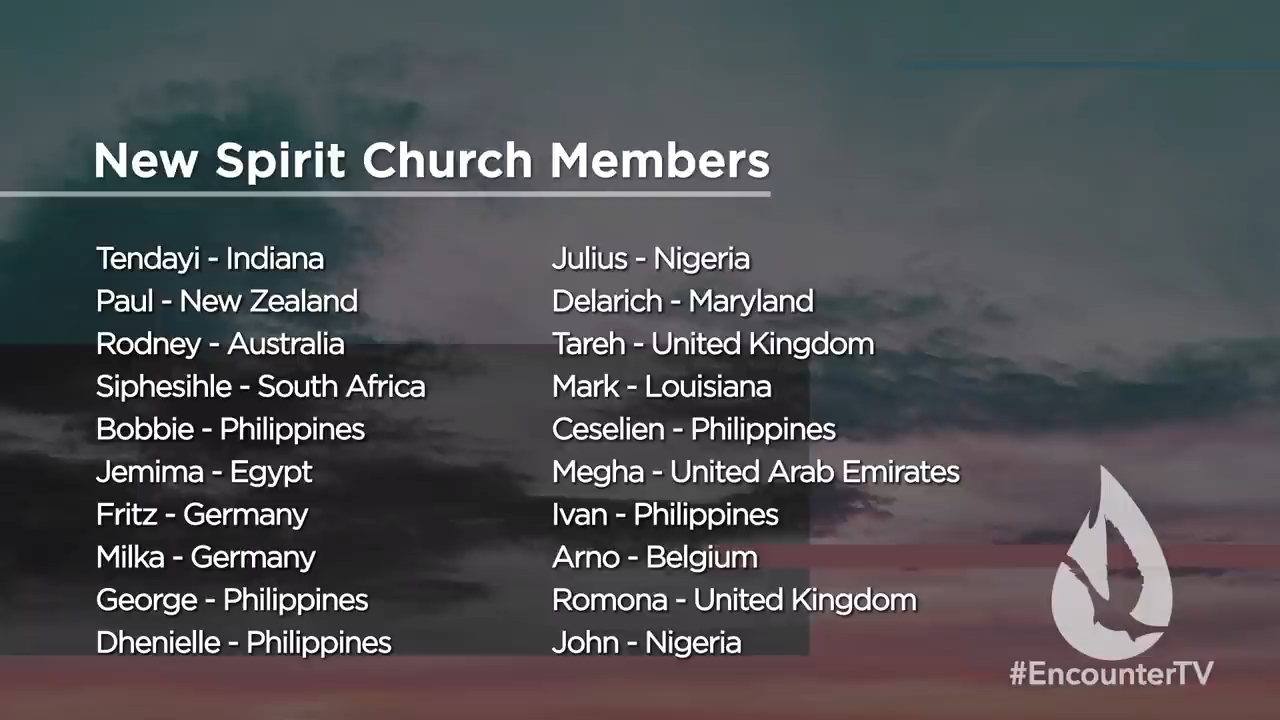 New Spirit Church Members
Tendayi - Indiana
Paul - New Zealand
Rodney - Australia
Siphesihle - South Africa
Bobbie - Philippines
Jemima - Egypt
Fritz - Germany
Milka - Germany
George - Philippines
Dhenielle - Philippines
Julius - Nigeria
Delarich - Maryland
Tareh - United Kingdom
Mark - Louisiana
Ceselien - Philippines
Megha - United Arab Emirates
Ivan - Philippines
Arno - Belgium
Romona - United Kingdom
John - Nigeria
#EncounterTV